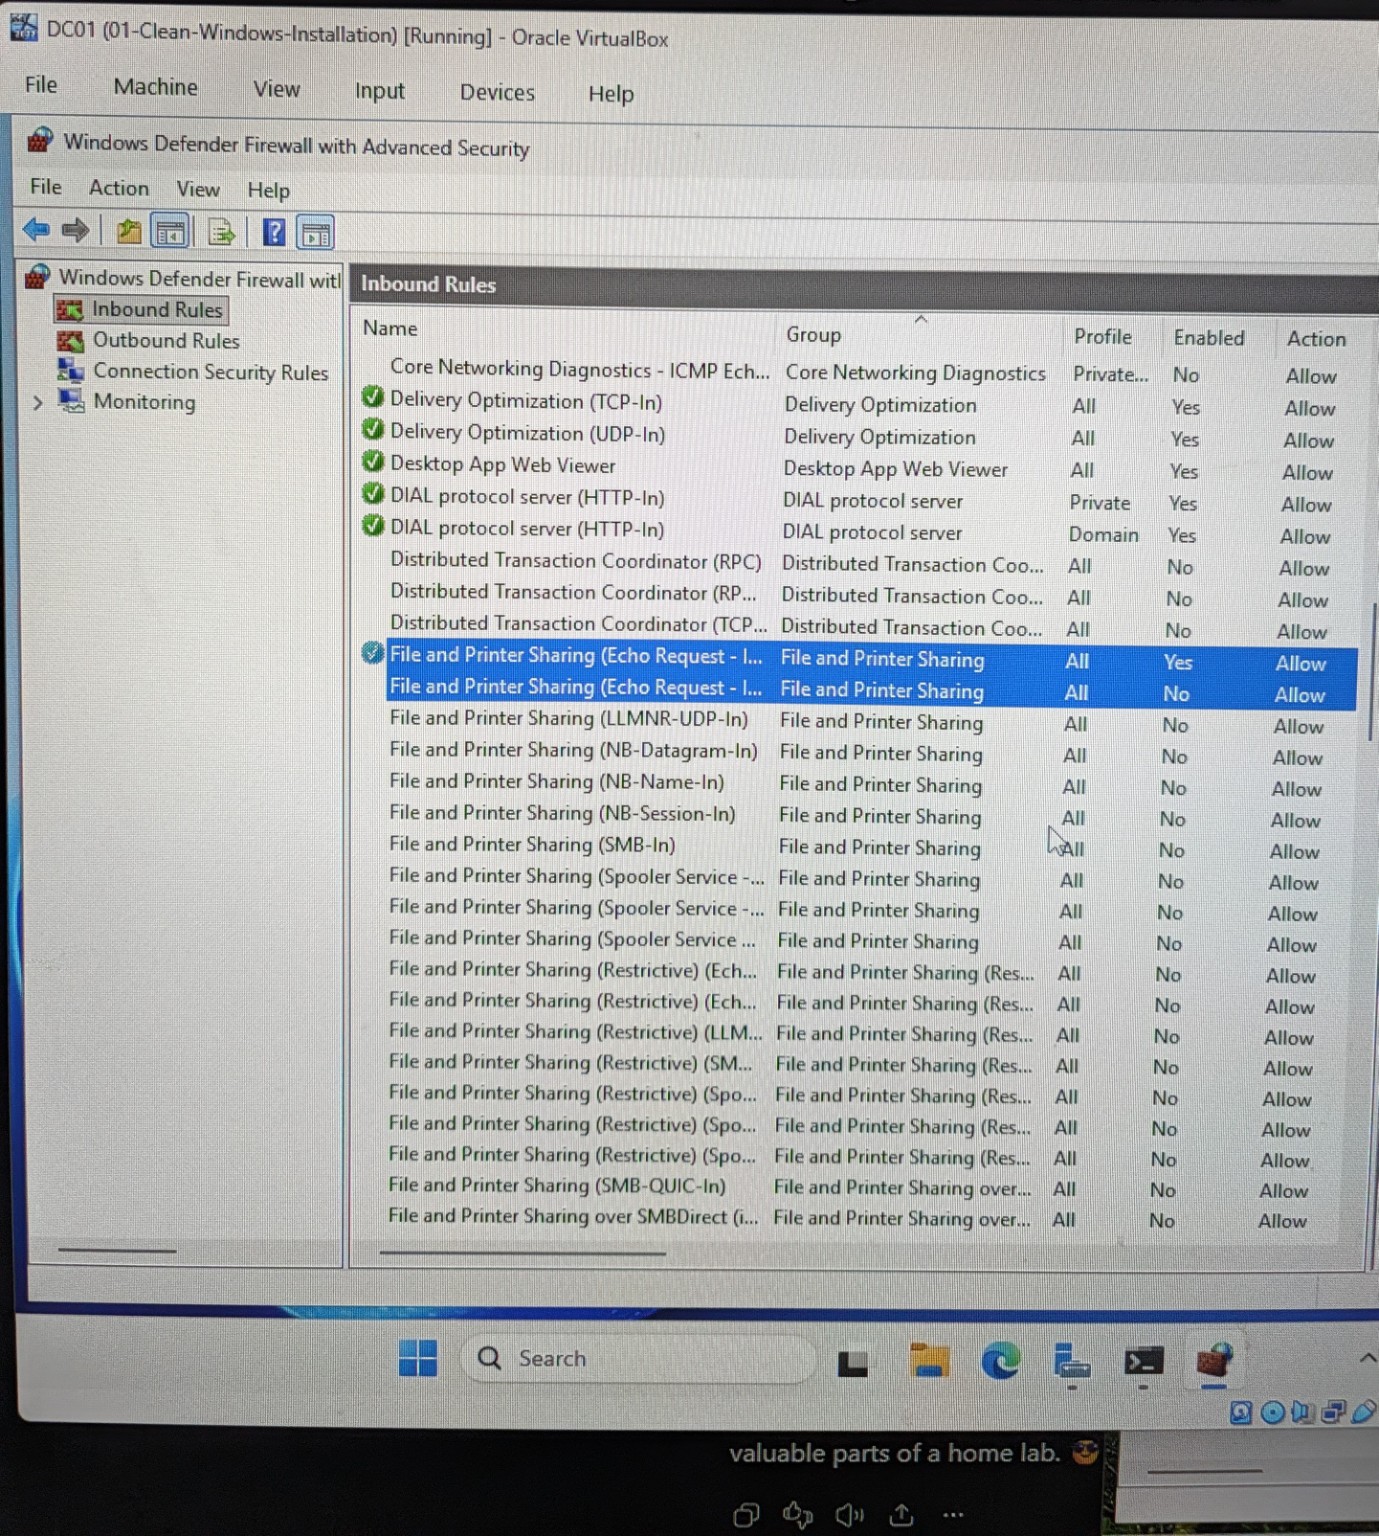 DC01 (01-Clean-Windows-Installation) [Running] - Oracle VirtualBox
File Machine View Input Devices Help
Windows Defender Firewall with Advanced Security
File Action View Help
Windows Defender Firewall witl
Inbound Rules
Outbound Rules
Connection Security Rules
Monitoring
Inbound Rules
Name Group Profile Enabled Action
Core Networking Diagnostics - ICMP Ech... Core Networking Diagnostics Private... No Allow
Delivery Optimization (TCP-In) Delivery Optimization All Yes Allow
Delivery Optimization (UDP-In) Delivery Optimization All Yes Allow
Desktop App Web Viewer Desktop App Web Viewer All Yes Allow
DIAL protocol server (HTTP-In) DIAL protocol server Private Yes Allow
DIAL protocol server (HTTP-In) DIAL protocol server Domain Yes Allow
Distributed Transaction Coordinator (RPC) Distributed Transaction Coo... All No Allow
Distributed Transaction Coordinator (RP... Distributed Transaction Coo... All No Allow
Distributed Transaction Coordinator (TCP... Distributed Transaction Coo... All No Allow
File and Printer Sharing (Echo Request - I... File and Printer Sharing All Yes Allow
File and Printer Sharing (Echo Request - I... File and Printer Sharing All No Allow
File and Printer Sharing (LLMNR-UDP-In) File and Printer Sharing All No Allow
File and Printer Sharing (NB-Datagram-In) File and Printer Sharing All No Allow
File and Printer Sharing (NB-Name-In) File and Printer Sharing All No Allow
File and Printer Sharing (NB-Session-In) File and Printer Sharing All No Allow
File and Printer Sharing (SMB-In) File and Printer Sharing All No Allow
File and Printer Sharing (Spooler Service -... File and Printer Sharing All No Allow
File and Printer Sharing (Spooler Service -... File and Printer Sharing All No Allow
File and Printer Sharing (Spooler Service ... File and Printer Sharing All No Allow
File and Printer Sharing (Restrictive) (Ech... File and Printer Sharing (Res... All No Allow
File and Printer Sharing (Restrictive) (Ech... File and Printer Sharing (Res... All No Allow
File and Printer Sharing (Restrictive) (LLM... File and Printer Sharing (Res... All No Allow
File and Printer Sharing (Restrictive) (SM... File and Printer Sharing (Res... All No Allow
File and Printer Sharing (Restrictive) (Spo... File and Printer Sharing (Res... All No Allow
File and Printer Sharing (Restrictive) (Spo... File and Printer Sharing (Res... All No Allow
File and Printer Sharing (Restrictive) (Spo... File and Printer Sharing (Res... All No Allow
File and Printer Sharing (SMB-QUIC-In) File and Printer Sharing over... All No Allow
File and Printer Sharing over SMBDirect (i... File and Printer Sharing over... All No Allow
Search
valuable parts of a home lab. 😎